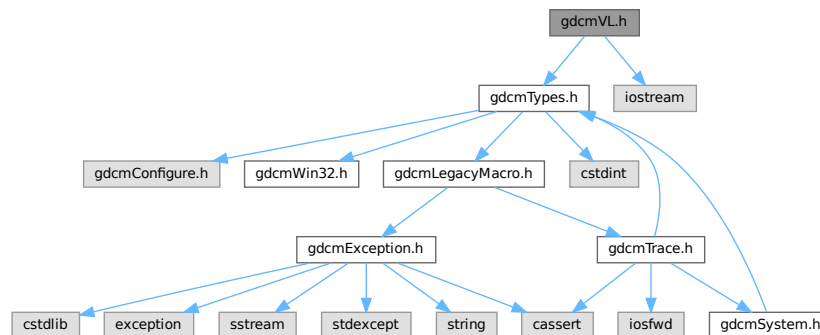 gdcmVL.h
gdcmTypes.h
iostream
gdcmConfigure.h
gdcmWin32.h
gdcmLegacyMacro.h
cstdint
gdcmException.h
gdcmTrace.h
cstdlib
exception
sstream
stdexcept
string
cassert
iosfwd
gdcmSystem.h